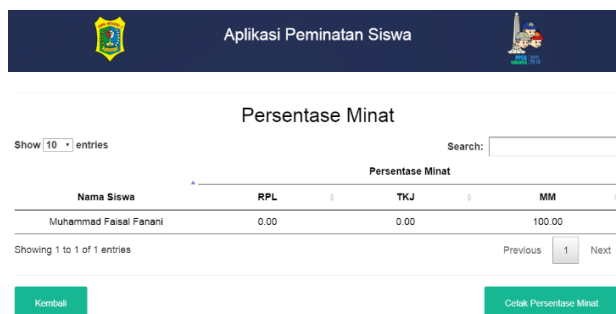 Aplikasi Peminatan Siswa
Persentase Minat
Show 10 entries
Search:
Persentase Minat
Nama Siswa RPL TKJ MM
Muhammad Faisal Fanani 0.00 0.00 100.00
Showing 1 to 1 of 1 entries
Previous 1 Next
Kembali
Cetak Persentase Minat